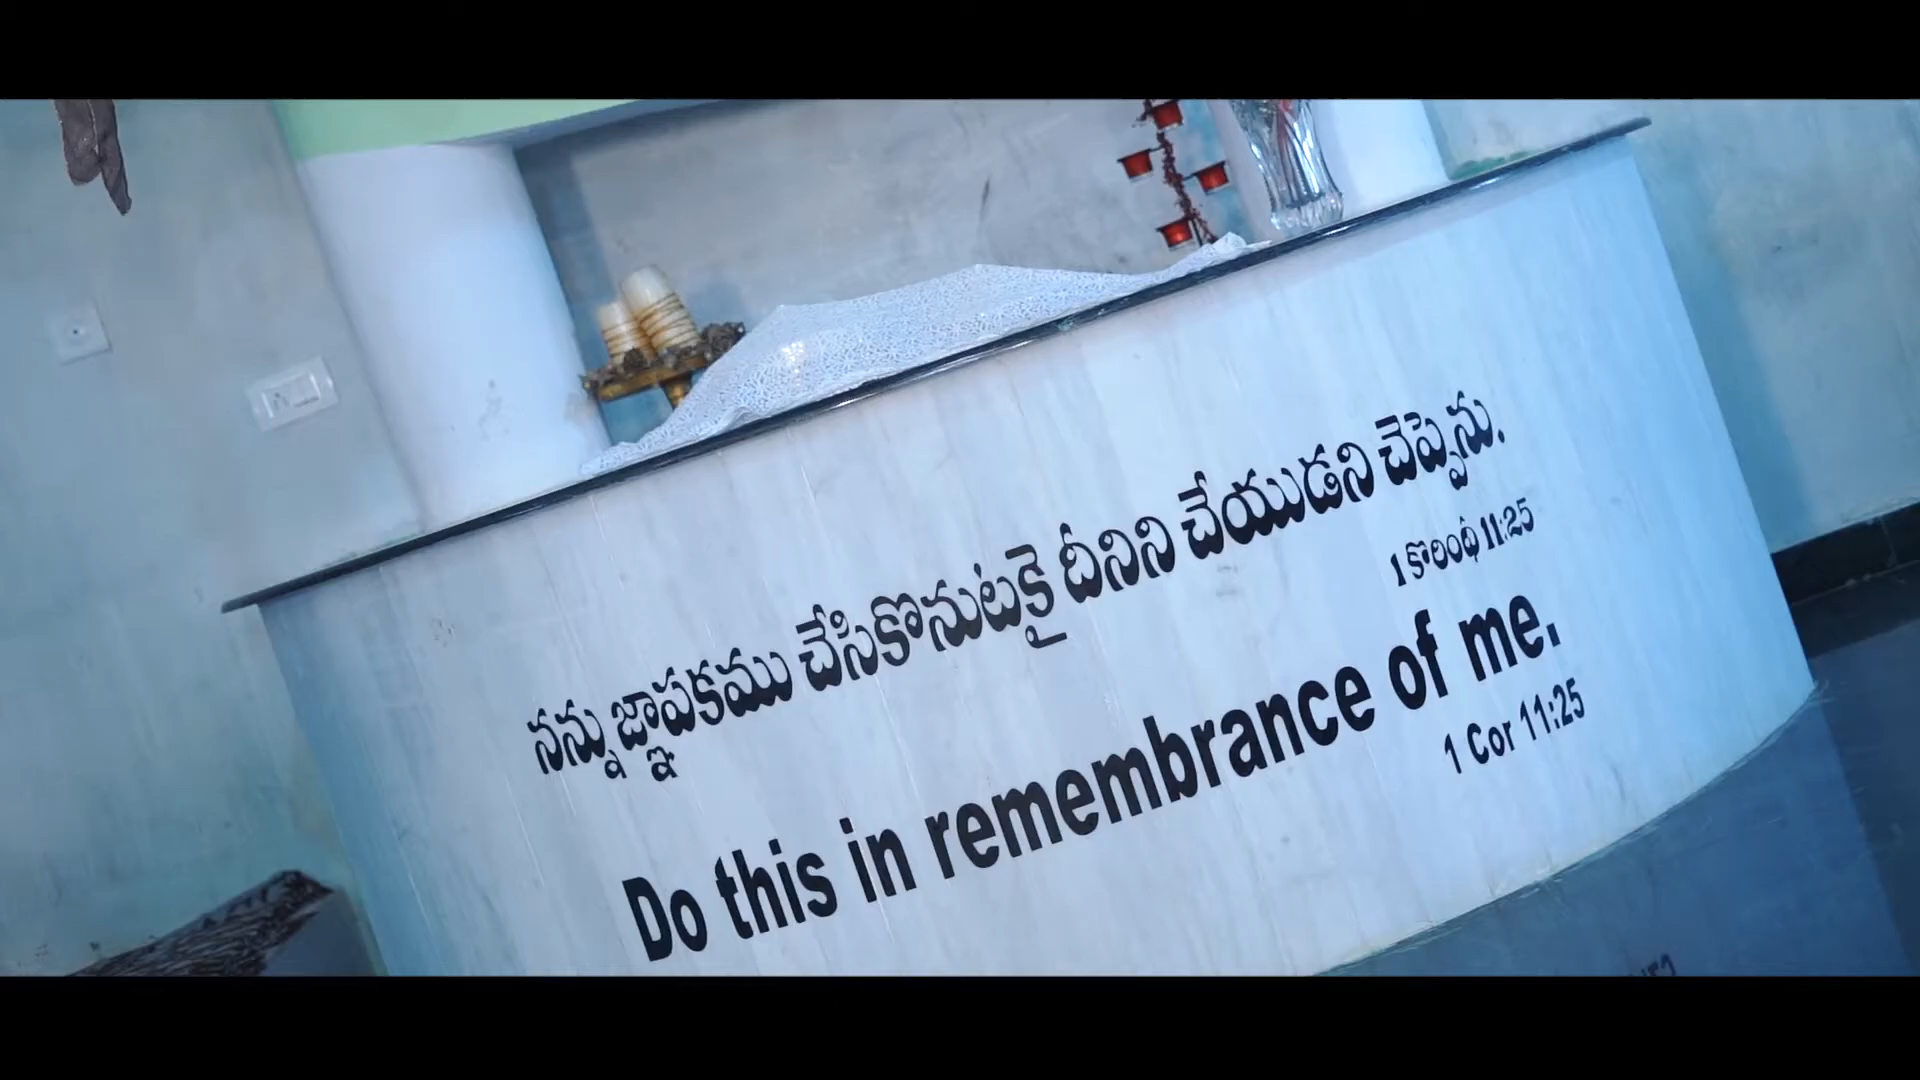 నన్ను జ్ఞాపకము చేసికొనుటకై దీనిని చేయుడని చెప్పెను.
1 కొరింథీ 11:25
Do this in remembrance of me.
1 Cor 11:25